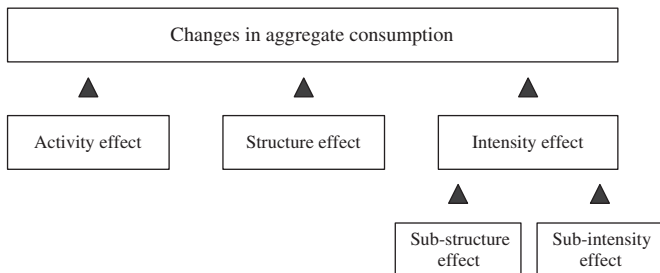 Changes in aggregate consumption
Activity effect
Structure effect
Intensity effect
Sub-structure
effect
Sub-intensity
effect